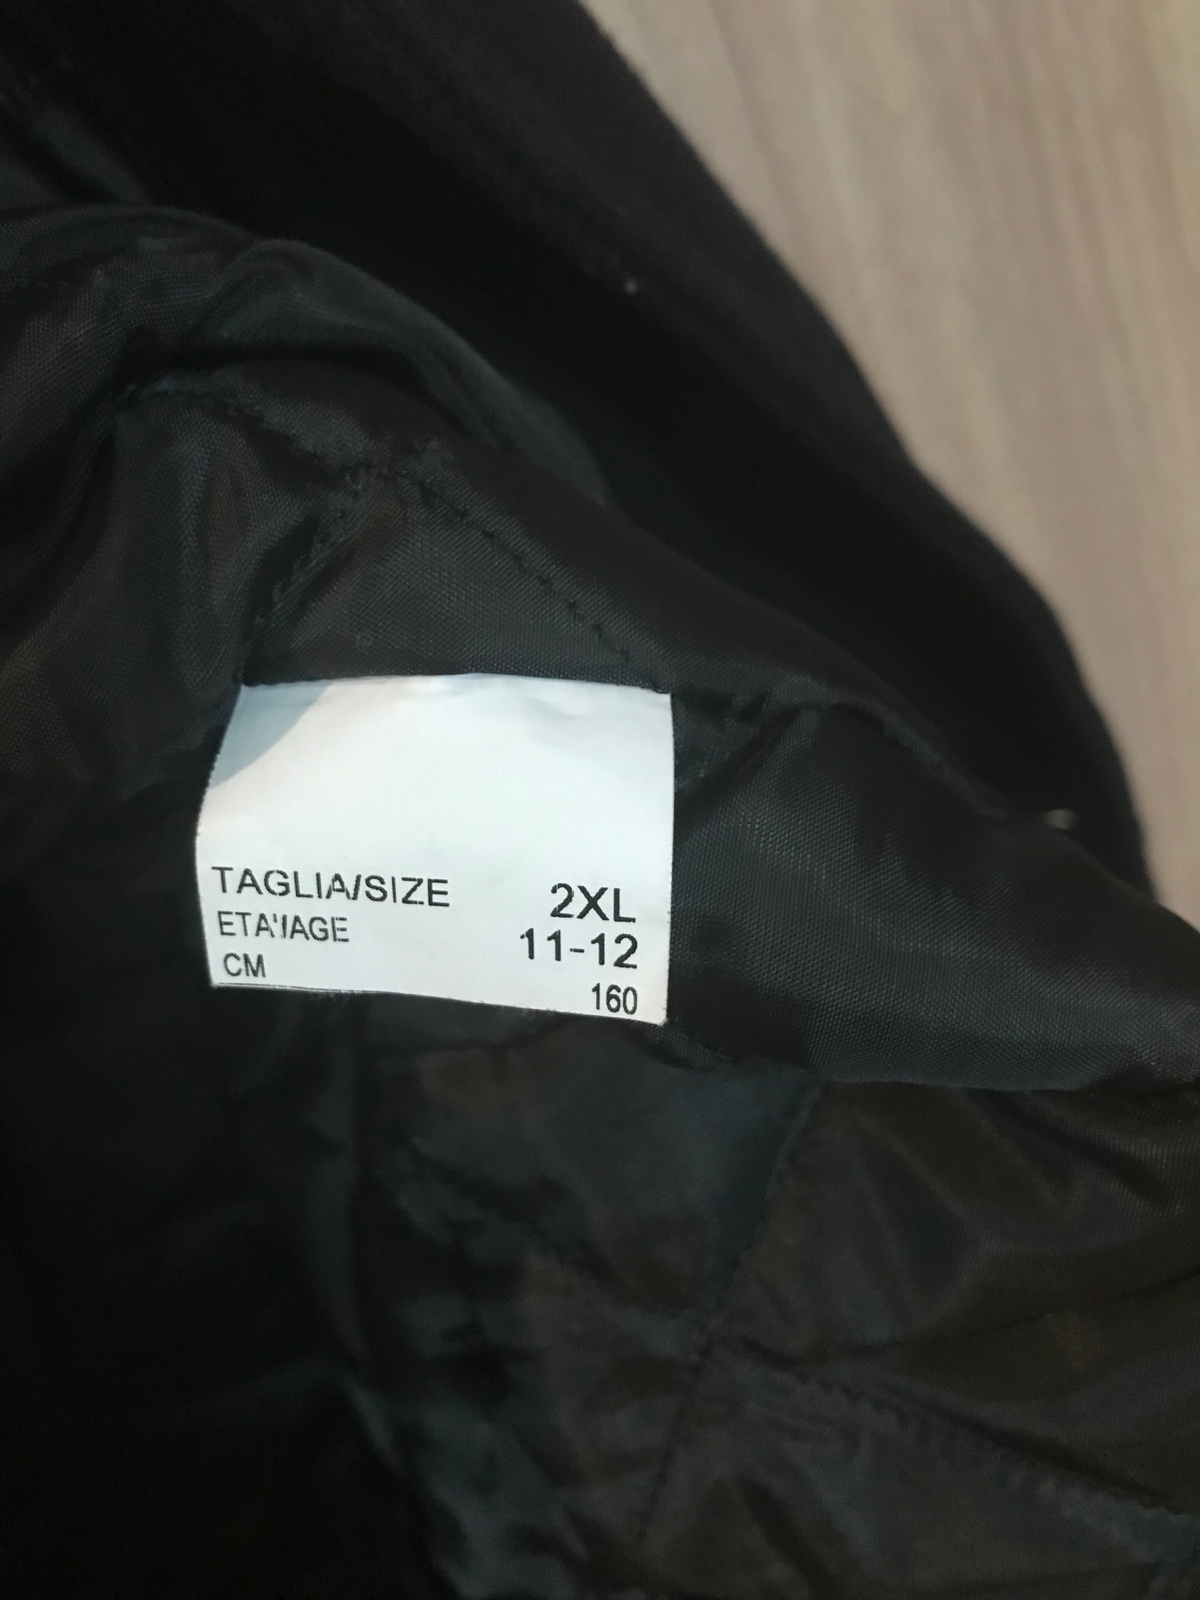 TAGLIA/SIZE 2XL
ETA'/AGE 11-12
CM 160